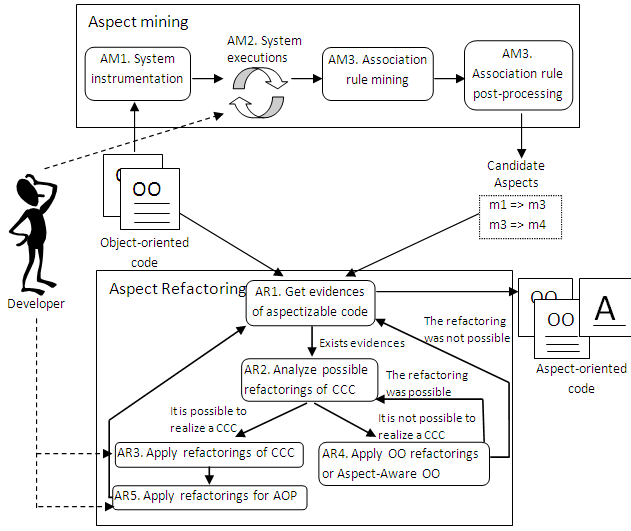 Aspect mining
AM1. System
instrumentation
AM2. System
executions
AM3. Association
rule mining
AM3.
Association rule
post-processing
OO
Object-oriented
code
Candidate
Aspects
m1 => m3
m3 => m4
Developer
Aspect Refactoring
AR1. Get evidences
of aspectizable code
OO
OO
A
Aspect-oriented
code
The refactoring
was not possible
Exists evidences
AR2. Analyze possible
refactorings of CCC
The refactoring
was possible
It is possible to
realize a CCC
It is not possible to
realize a CCC
AR3. Apply refactorings of CCC
AR4. Apply OO refactorings
or Aspect-Aware OO
AR5. Apply refactorings for AOP